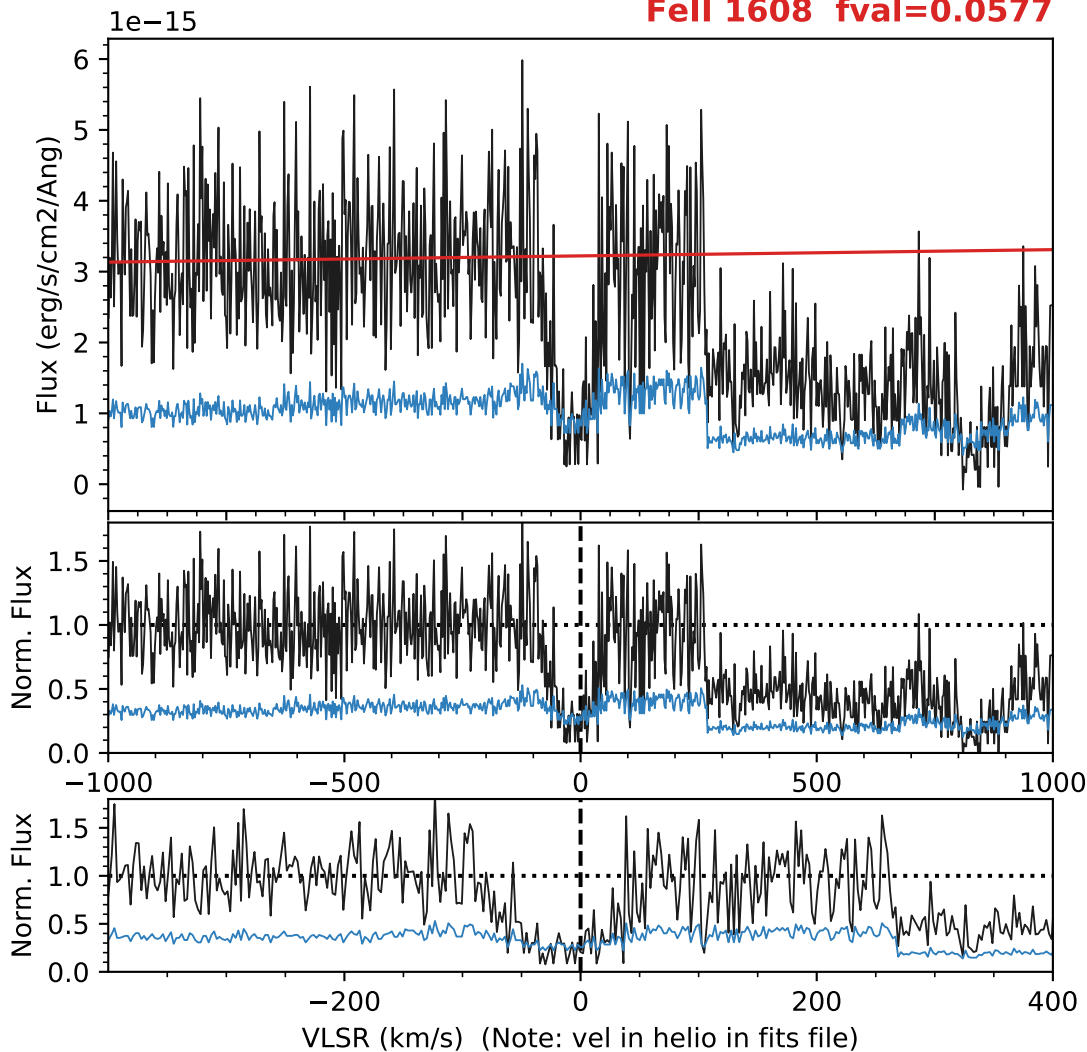 FeII 1608 fval=0.0577
1e−15
6
5
4
3
2
1
0
Flux (erg/s/cm2/Ang)
1.5
1.0
0.5
0.0
Norm. Flux
−1000 −500 0 500 1000
1.5
1.0
0.5
0.0
Norm. Flux
−200 0 200 400
VLSR (km/s) (Note: vel in helio in fits file)